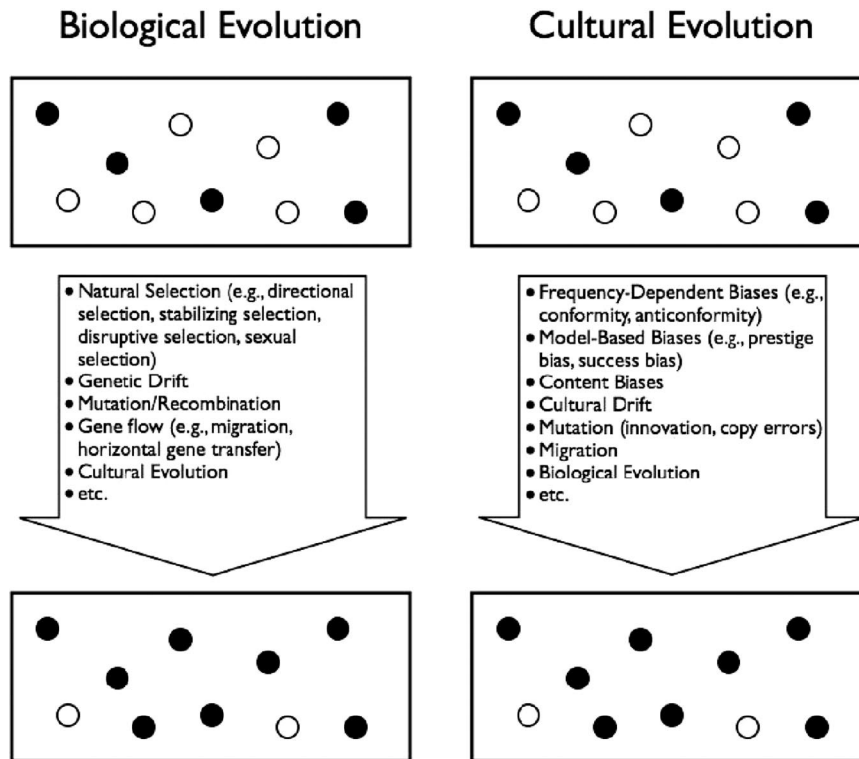 Biological Evolution
• Natural Selection (e.g., directional
selection, stabilizing selection,
disruptive selection, sexual
selection)
• Genetic Drift
• Mutation/Recombination
• Gene flow (e.g., migration,
horizontal gene transfer)
• Cultural Evolution
• etc.
Cultural Evolution
• Frequency-Dependent Biases (e.g.,
conformity, anticonformity)
• Model-Based Biases (e.g., prestige
bias, success bias)
• Content Biases
• Cultural Drift
• Mutation (innovation, copy errors)
• Migration
• Biological Evolution
• etc.